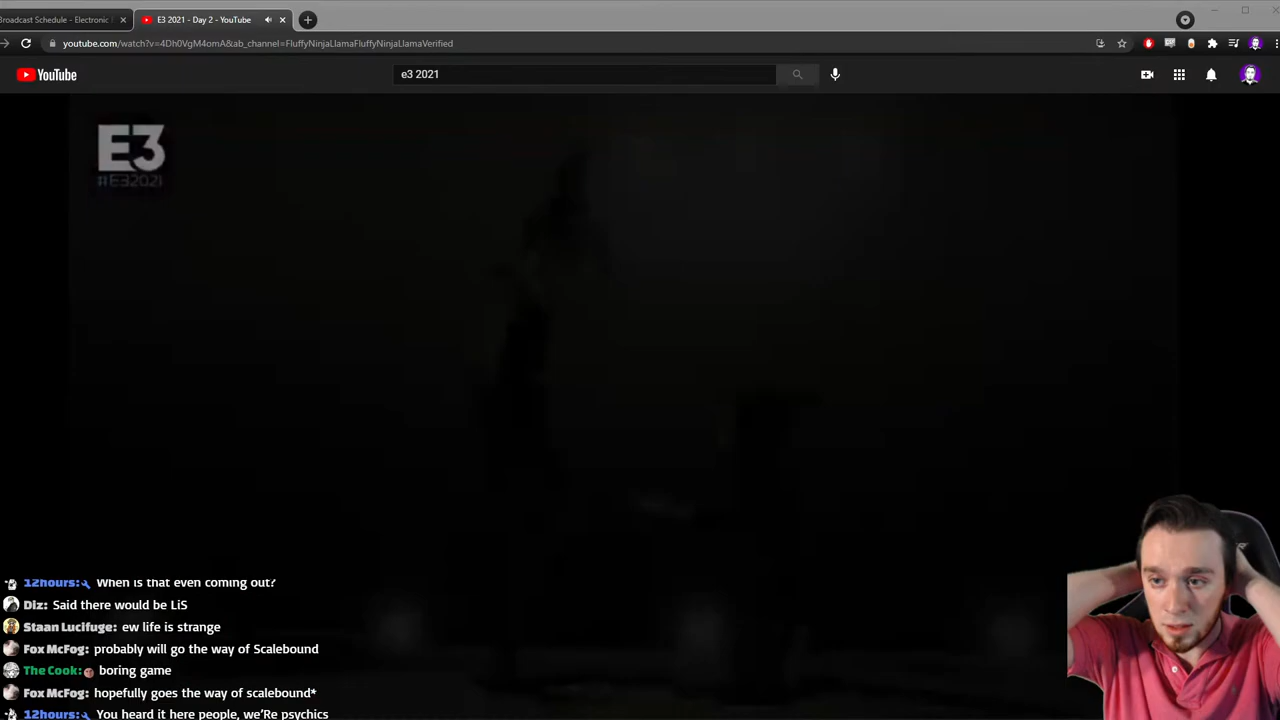 Broadcast Schedule - Electronic
E3 2021 - Day 2 - YouTube
youtube.com/watch?v=4Dh0VgM4omA&ab_channel=FluffyNinjaLlamaFluffyNinjaLlamaVerified
YouTube
e3 2021
E3
#E32021
12hours: When is that even coming out?
Diz: Said there would be LiS
Staan Lucifuge: ew life is strange
Fox McFog: probably will go the way of Scalebound
The Cook: boring game
Fox McFog: hopefully goes the way of scalebound*
12hours: You heard it here people, we'Re psychics